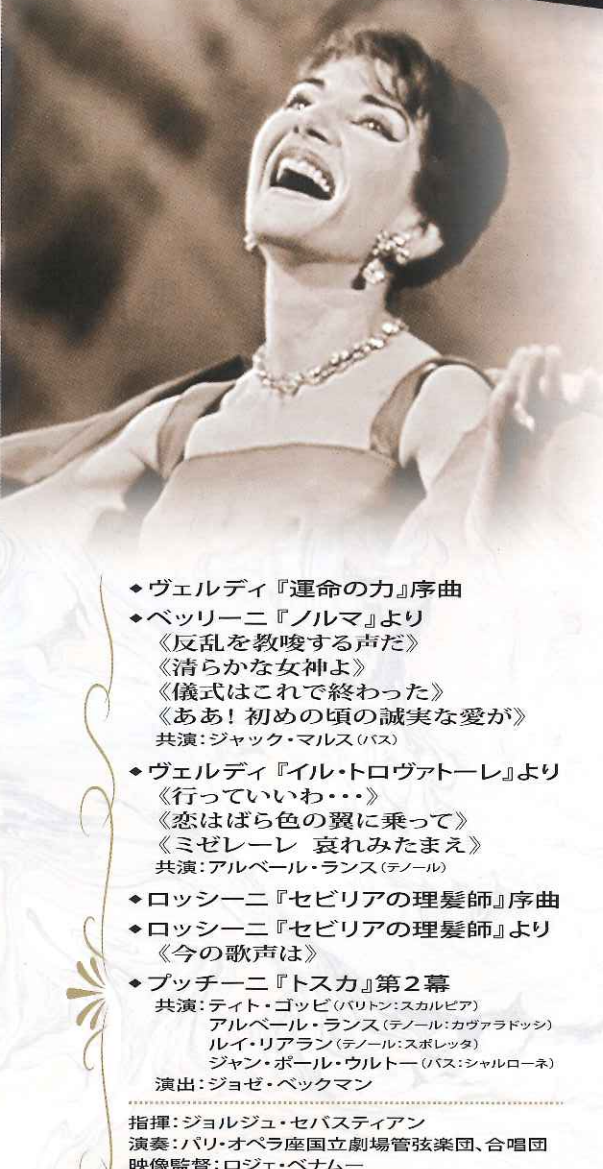 ◆ヴェルディ『運命の力』序曲
◆ベッリーニ『ノルマ』より
《反乱を教唆する声だ》
《清らかな女神よ》
《儀式はこれで終わった》
《ああ！初めの頃の誠実な愛が》
共演：ジャック・マルス(バス)
◆ヴェルディ『イル・トロヴァトーレ』より
《行っていいわ・・・》
《恋はばら色の翼に乗って》
《ミゼレーレ 哀れみたまえ》
共演：アルベール・ランス(テノール)
◆ロッシーニ『セビリアの理髪師』序曲
◆ロッシーニ『セビリアの理髪師』より
《今の歌声は》
◆プッチーニ『トスカ』第2幕
共演：ティト・ゴッビ(バリトン：スカルピア)
アルベール・ランス(テノール：カヴァラドッシ)
ルイ・リアラン(テノール：スポレッタ)
ジャン・ポール・ウルトー(バス：シャルローネ)
演出：ジョゼ・ベックマン
指揮：ジョルジュ・セバスティアン
演奏：パリ・オペラ座国立劇場管弦楽団、合唱団
映像監督：ロジェ・ベナムー